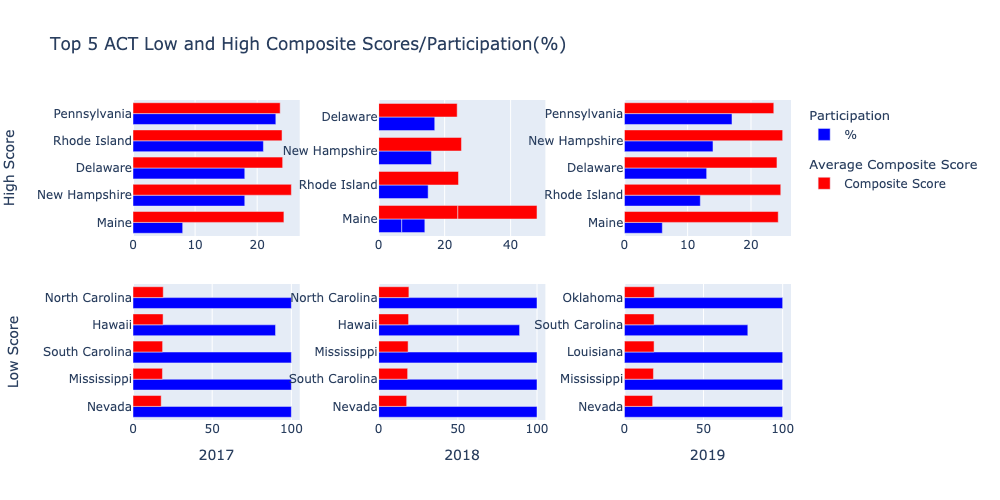 Top 5 ACT Low and High Composite Scores/Participation(%)
High Score
Pennsylvania
Rhode Island
Delaware
New Hampshire
Maine
0 10 20
Delaware
New Hampshire
Rhode Island
Maine
0 20 40
Pennsylvania
New Hampshire
Delaware
Rhode Island
Maine
0 10 20
Participation
%
Average Composite Score
Composite Score
Low Score
North Carolina
Hawaii
South Carolina
Mississippi
Nevada
0 50 100
2017
North Carolina
Hawaii
Mississippi
South Carolina
Nevada
0 50 100
2018
Oklahoma
South Carolina
Louisiana
Mississippi
Nevada
0 50 100
2019